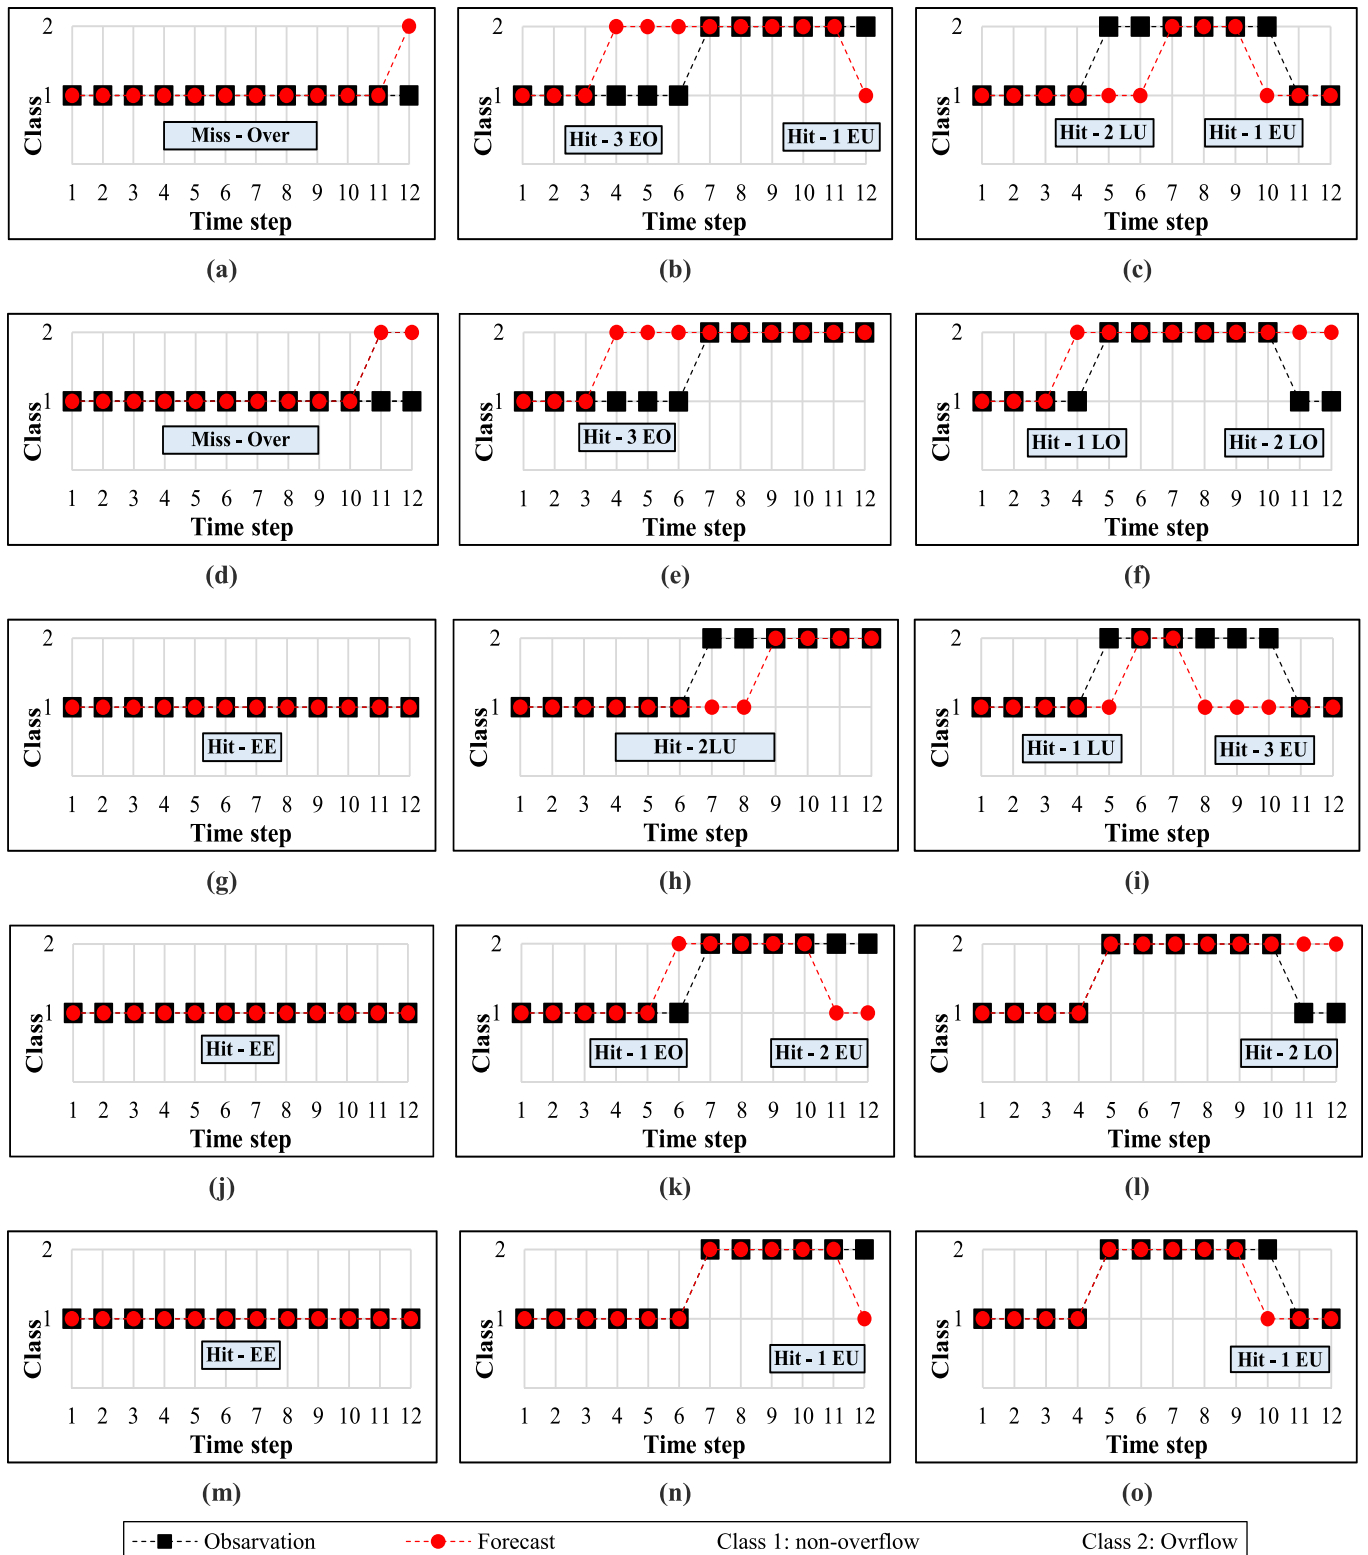 2
1
Class
Miss - Over
1 2 3 4 5 6 7 8 9 10 11 12
Time step
(a)
2
1
Class
Hit - 3 EO
Hit - 1 EU
1 2 3 4 5 6 7 8 9 10 11 12
Time step
(b)
2
1
Class
Hit - 2 LU
Hit - 1 EU
1 2 3 4 5 6 7 8 9 10 11 12
Time step
(c)
2
1
Class
Miss - Over
1 2 3 4 5 6 7 8 9 10 11 12
Time step
(d)
2
1
Class
Hit - 3 EO
1 2 3 4 5 6 7 8 9 10 11 12
Time step
(e)
2
1
Class
Hit - 1 LO
Hit - 2 LO
1 2 3 4 5 6 7 8 9 10 11 12
Time step
(f)
2
1
Class
Hit - EE
1 2 3 4 5 6 7 8 9 10 11 12
Time step
(g)
2
1
Class
Hit - 2LU
1 2 3 4 5 6 7 8 9 10 11 12
Time step
(h)
2
1
Class
Hit - 1 LU
Hit - 3 EU
1 2 3 4 5 6 7 8 9 10 11 12
Time step
(i)
2
1
Class
Hit - EE
1 2 3 4 5 6 7 8 9 10 11 12
Time step
(j)
2
1
Class
Hit - 1 EO
Hit - 2 EU
1 2 3 4 5 6 7 8 9 10 11 12
Time step
(k)
2
1
Class
Hit - 2 LO
1 2 3 4 5 6 7 8 9 10 11 12
Time step
(l)
2
1
Class
Hit - EE
1 2 3 4 5 6 7 8 9 10 11 12
Time step
(m)
2
1
Class
Hit - 1 EU
1 2 3 4 5 6 7 8 9 10 11 12
Time step
(n)
2
1
Class
Hit - 1 EU
1 2 3 4 5 6 7 8 9 10 11 12
Time step
(o)
Obsarvation Forecast Class 1: non-overflow Class 2: Ovrflow